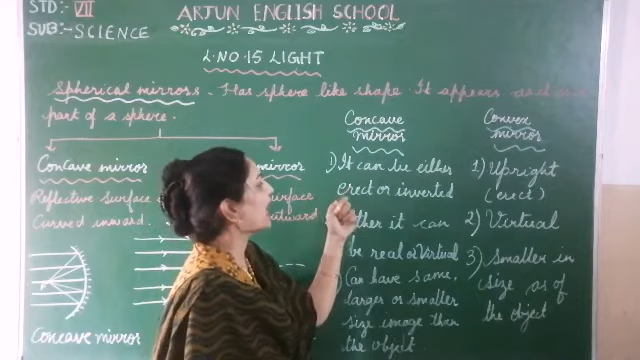 STD:- VII
ARJUN ENGLISH SCHOOL
SUB:- SCIENCE
L.NO.15 LIGHT
Spherical mirrors - Has sphere like shape. It appears
part of a sphere.
Concave mirror
mirror
Reflective surface
surface
Curved inward.
Concave mirror
Concave
mirror
1) It can be either
erect or inverted
it can
be real or virtual
Can have same,
larger or smaller
size image than
the object
Convex
mirror
1) Upright
(erect)
2) Virtual
3) Smaller in
size as of
the object